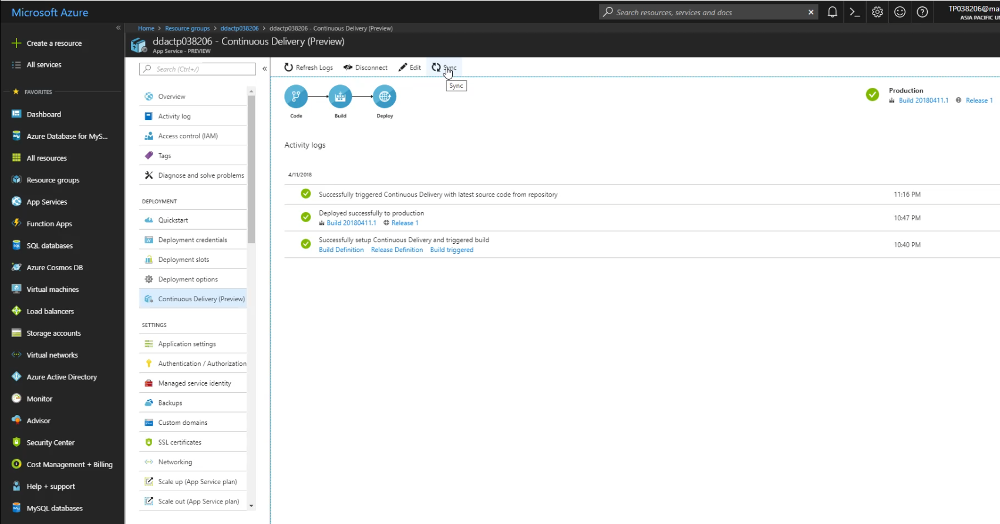 Microsoft Azure
Search resources, services and docs
TP038206@ma
ASIA PACIFIC UN
Home > Resource groups > ddactp038206 > ddactp038206 - Continuous Delivery (Preview)
ddactp038206 - Continuous Delivery (Preview)
App Service - PREVIEW
Create a resource
All services
FAVORITES
Dashboard
Azure Database for MyS...
All resources
Resource groups
App Services
Function Apps
SQL databases
Azure Cosmos DB
Virtual machines
Load balancers
Storage accounts
Virtual networks
Azure Active Directory
Monitor
Advisor
Security Center
Cost Management + Billing
Help + support
MySQL databases
Search (Ctrl+/)
Overview
Activity log
Access control (IAM)
Tags
Diagnose and solve problems
DEPLOYMENT
Quickstart
Deployment credentials
Deployment slots
Deployment options
Continuous Delivery (Preview)
SETTINGS
Application settings
Authentication / Authorization
Managed service identity
Backups
Custom domains
SSL certificates
Networking
Scale up (App Service plan)
Scale out (App Service plan)
Refresh Logs Disconnect Edit Sync
Sync
Code Build Deploy
Production
Build 20180411.1 Release 1
Activity logs
4/11/2018
Successfully triggered Continuous Delivery with latest source code from repository 11:16 PM
Deployed successfully to production
Build 20180411.1 Release 1 10:47 PM
Successfully setup Continuous Delivery and triggered build
Build Definition Release Definition Build triggered 10:40 PM